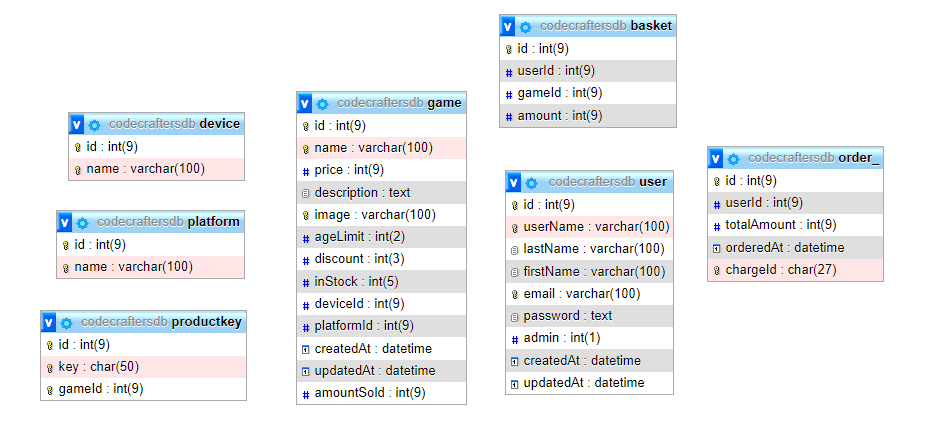 codecraftersdb device
id : int(9)
name : varchar(100)
codecraftersdb platform
id : int(9)
name : varchar(100)
codecraftersdb productkey
id : int(9)
key : char(50)
gameId : int(9)
codecraftersdb game
id : int(9)
name : varchar(100)
price : int(9)
description : text
image : varchar(100)
ageLimit : int(2)
discount : int(3)
inStock : int(5)
deviceId : int(9)
platformId : int(9)
createdAt : datetime
updatedAt : datetime
amountSold : int(9)
codecraftersdb basket
id : int(9)
userId : int(9)
gameId : int(9)
amount : int(9)
codecraftersdb user
id : int(9)
userName : varchar(100)
lastName : varchar(100)
firstName : varchar(100)
email : varchar(100)
password : text
admin : int(1)
createdAt : datetime
updatedAt : datetime
codecraftersdb order_
id : int(9)
userId : int(9)
totalAmount : int(9)
orderedAt : datetime
chargeId : char(27)